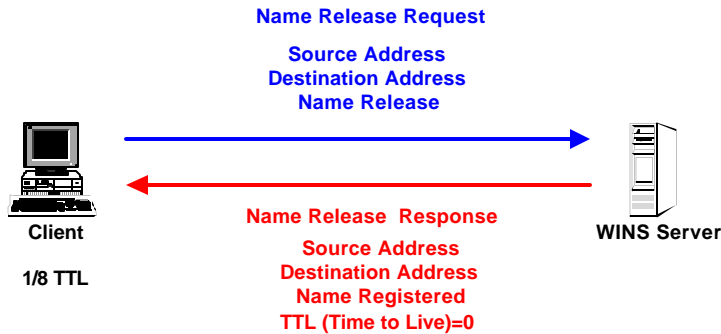 Name Release Request
Source Address
Destination Address
Name Release
Client
1/8 TTL
WINS Server
Name Release Response
Source Address
Destination Address
Name Registered
TTL (Time to Live)=0